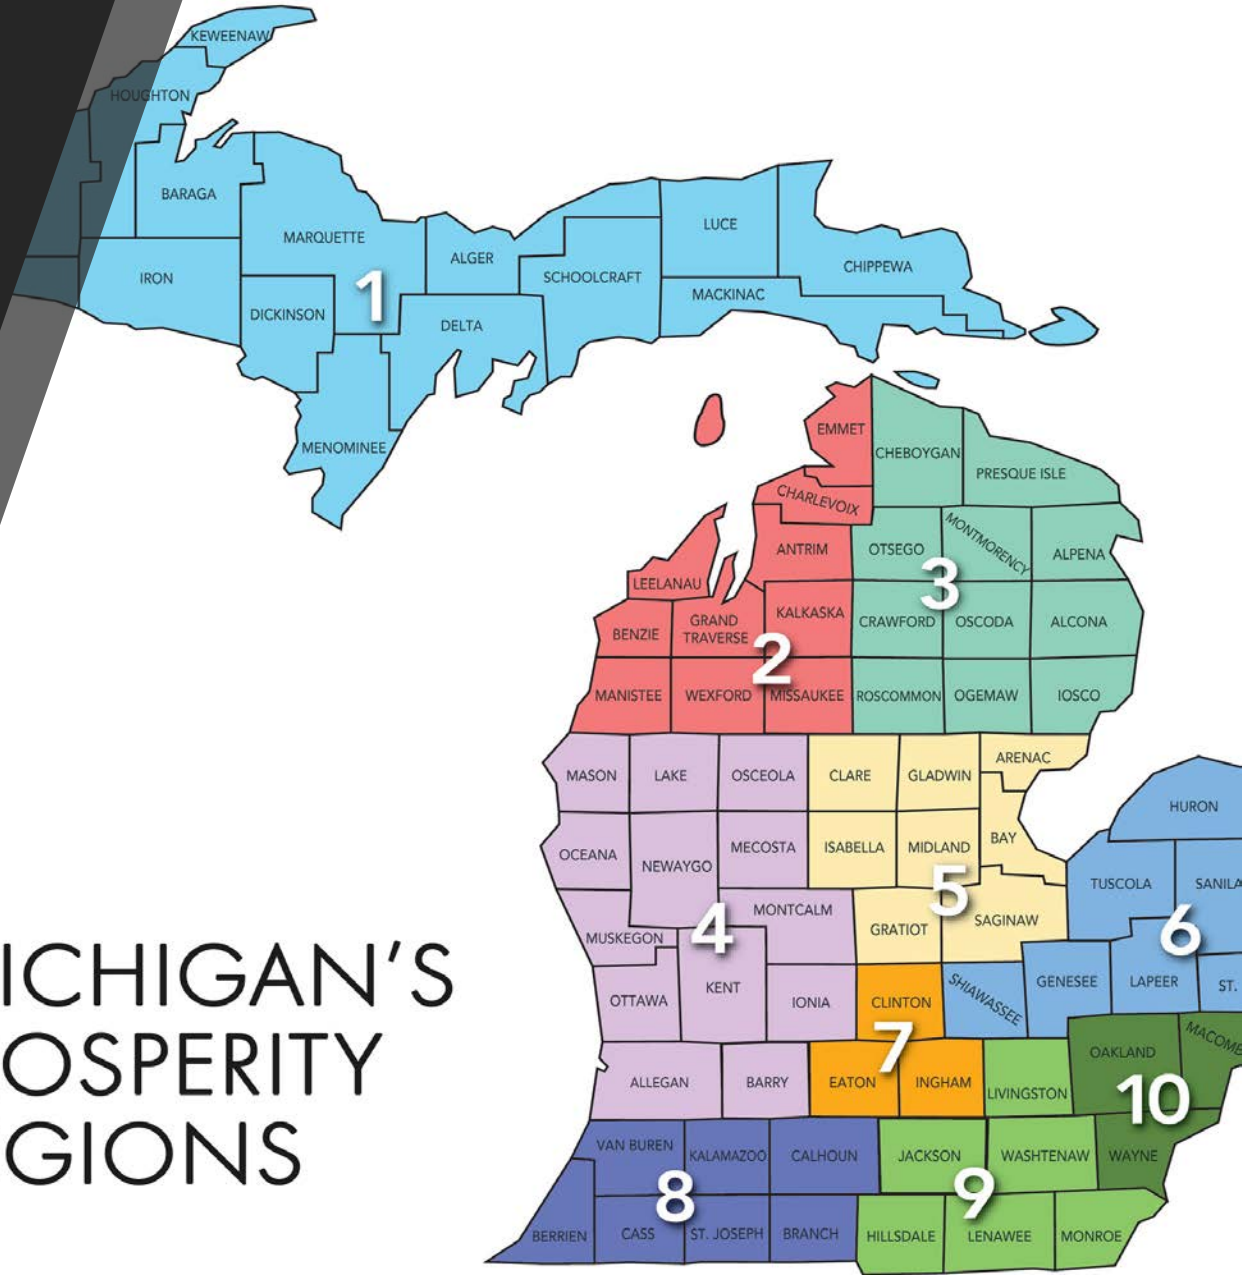 KEWEENAW
HOUGHTON
BARAGA
MARQUETTE
LUCE
ALGER
CHIPPEWA
IRON
SCHOOLCRAFT
MACKINAC
1
DICKINSON
DELTA
MENOMINEE
EMMET
CHEBOYGAN
PRESQUE ISLE
CHARLEVOIX
MONTMORENCY
ANTRIM
OTSEGO
ALPENA
LEELANAU
3
KALKASKA
GRAND
TRAVERSE
BENZIE
CRAWFORD
OSCODA
ALCONA
2
MANISTEE
WEXFORD
MISSAUKEE
ROSCOMMON
OGEMAW
IOSCO
ARENAC
MASON
LAKE
OSCEOLA
CLARE
GLADWIN
HURON
OCEANA
NEWAYGO
MECOSTA
ISABELLA
MIDLAND
BAY
TUSCOLA
SANILA
5
MONTCALM
GRATIOT
SAGINAW
4
6
MUSKEGON
OTTAWA
KENT
IONIA
CLINTON
SHIAWASSEE
GENESEE
LAPEER
ST.
ICHIGAN'S
OSPERITY
GIONS
7
OAKLAND
MACOMB
ALLEGAN
BARRY
EATON
INGHAM
LIVINGSTON
10
VAN BUREN
KALAMAZOO
CALHOUN
JACKSON
WASHTENAW
WAYNE
8
9
BERRIEN
CASS
ST. JOSEPH
BRANCH
HILLSDALE
LENAWEE
MONROE